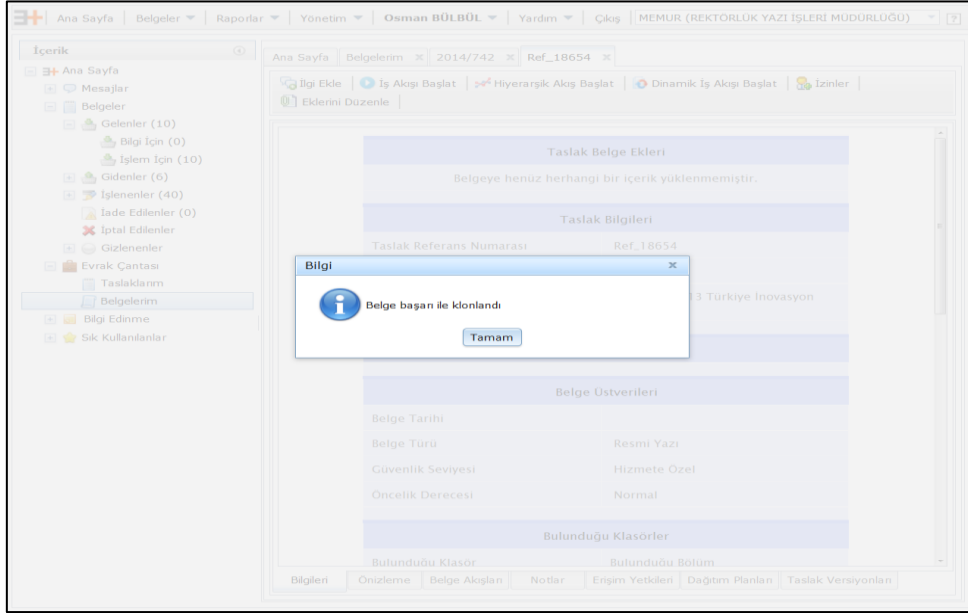 Ana Sayfa | Belgeler | Raporlar | Yönetim | Osman BÜLBÜL | Yardım | Çıkış | MEMUR (REKTÖRLÜK YAZI İŞLERİ MÜDÜRLÜĞÜ) ?
İçerik
Ana Sayfa
Mesajlar
Belgeler
Gelenler (10)
Bilgi İçin (0)
İşlem İçin (10)
Gidenler (6)
İşlenenler (40)
İade Edilenler (0)
İptal Edilenler
Gizlenenler
Evrak Çantası
Taslaklarım
Belgelerim
Bilgi Edinme
Sık Kullanılanlar
Ana Sayfa Belgelerim 2014/742 Ref_18654
İlgi Ekle | İş Akışı Başlat | Hiyerarşik Akış Başlat | Dinamik İş Akışı Başlat | İzinler |
Eklerini Düzenle |
Taslak Belge Ekleri
Belgeye henüz herhangi bir içerik yüklenmemiştir.
Taslak Bilgileri
Taslak Referans Numarası Ref_18654
Bilgi
13 Türkiye İnovasyon
Belge başarı ile klonlandı
Tamam
Belge Üstverileri
Belge Tarihi
Belge Türü Resmi Yazı
Güvenlik Seviyesi Hizmete Özel
Öncelik Derecesi Normal
Bulunduğu Klasörler
Bulunduğu Klasör Bulunduğu Bölüm
Bilgileri Önizleme Belge Akışları Notlar Erişim Yetkileri Dağıtım Planları Taslak Versiyonları